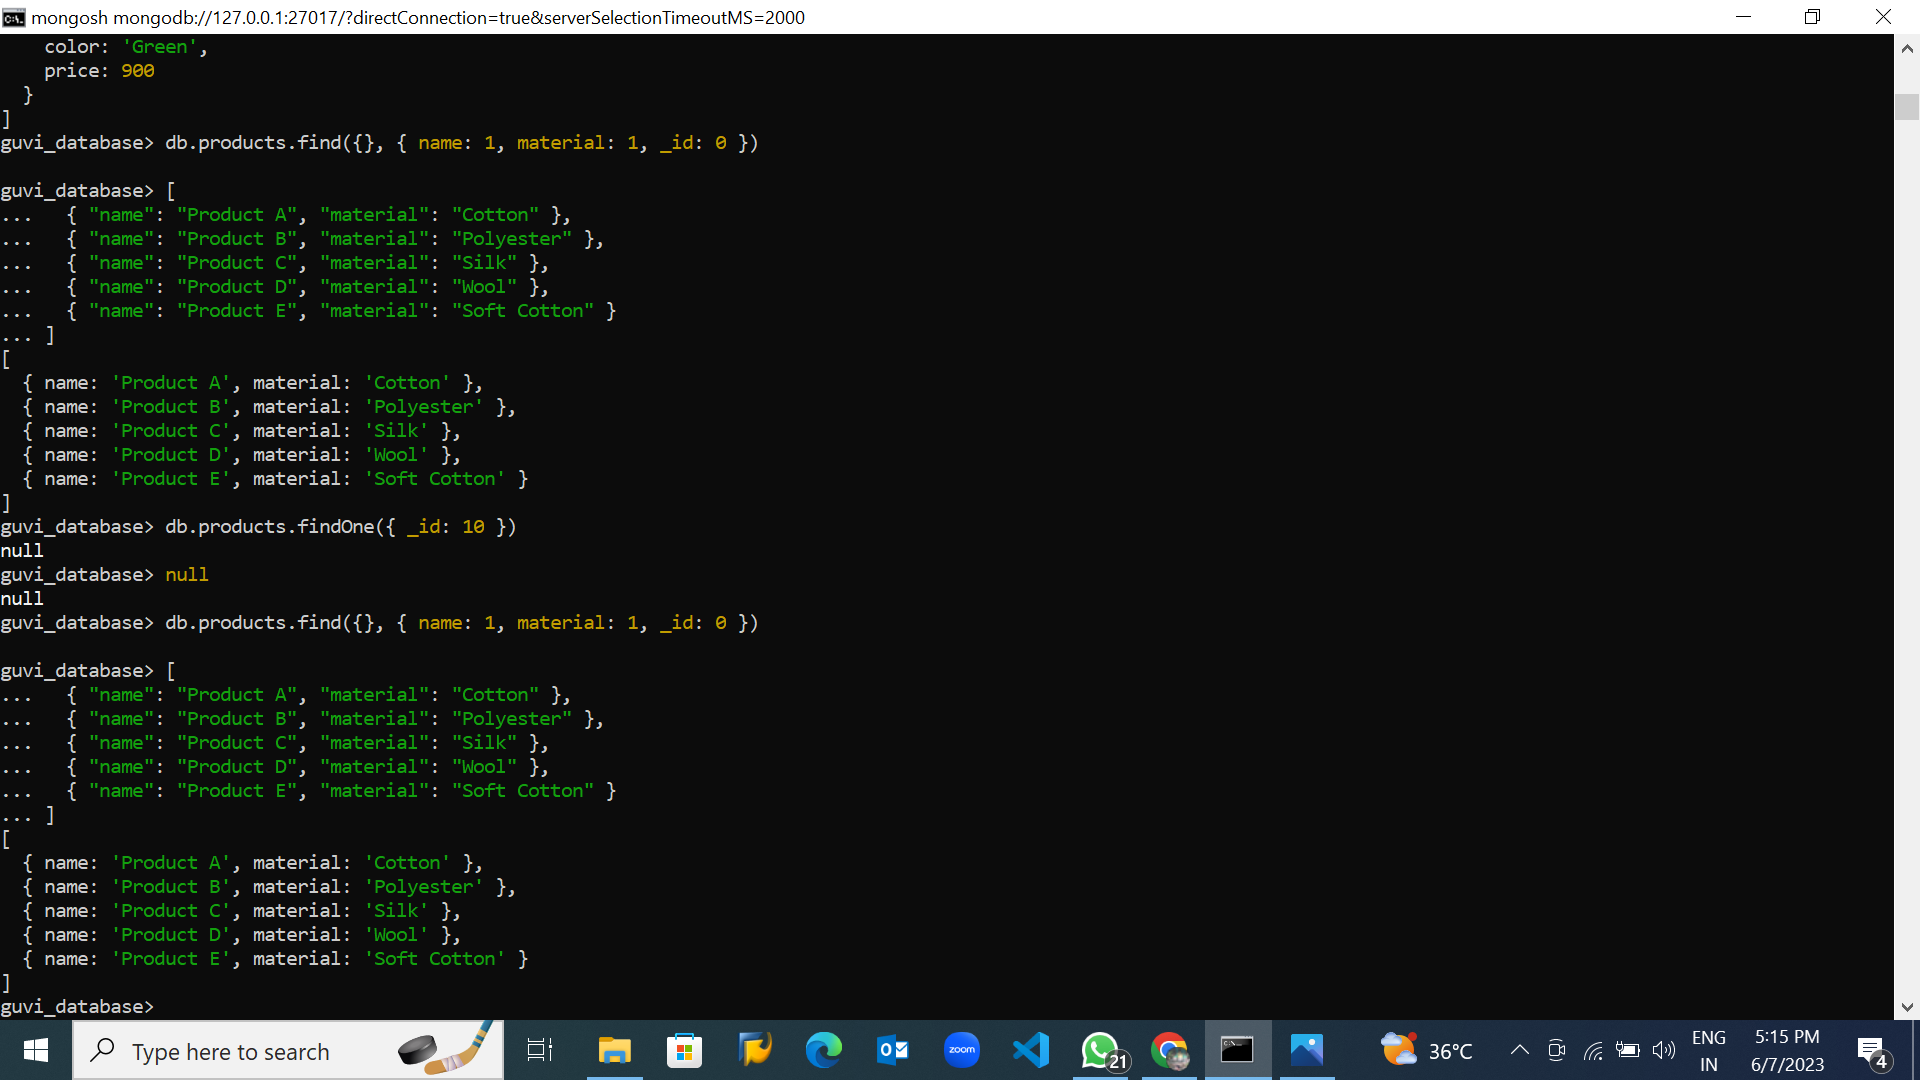 mongosh mongodb://127.0.0.1:27017/?directConnection=true&serverSelectionTimeoutMS=2000
    color: 'Green',
    price: 900
  }
]
guvi_database> db.products.find({}, { name: 1, material: 1, _id: 0 })

guvi_database> [
...   { "name": "Product A", "material": "Cotton" },
...   { "name": "Product B", "material": "Polyester" },
...   { "name": "Product C", "material": "Silk" },
...   { "name": "Product D", "material": "Wool" },
...   { "name": "Product E", "material": "Soft Cotton" }
... ]
[
  { name: 'Product A', material: 'Cotton' },
  { name: 'Product B', material: 'Polyester' },
  { name: 'Product C', material: 'Silk' },
  { name: 'Product D', material: 'Wool' },
  { name: 'Product E', material: 'Soft Cotton' }
]
guvi_database> db.products.findOne({ _id: 10 })
null
guvi_database> null
null
guvi_database> db.products.find({}, { name: 1, material: 1, _id: 0 })

guvi_database> [
...   { "name": "Product A", "material": "Cotton" },
...   { "name": "Product B", "material": "Polyester" },
...   { "name": "Product C", "material": "Silk" },
...   { "name": "Product D", "material": "Wool" },
...   { "name": "Product E", "material": "Soft Cotton" }
... ]
[
  { name: 'Product A', material: 'Cotton' },
  { name: 'Product B', material: 'Polyester' },
  { name: 'Product C', material: 'Silk' },
  { name: 'Product D', material: 'Wool' },
  { name: 'Product E', material: 'Soft Cotton' }
]
guvi_database>
Type here to search
zoom
21
36°C
ENG
IN
5:15 PM
6/7/2023
4